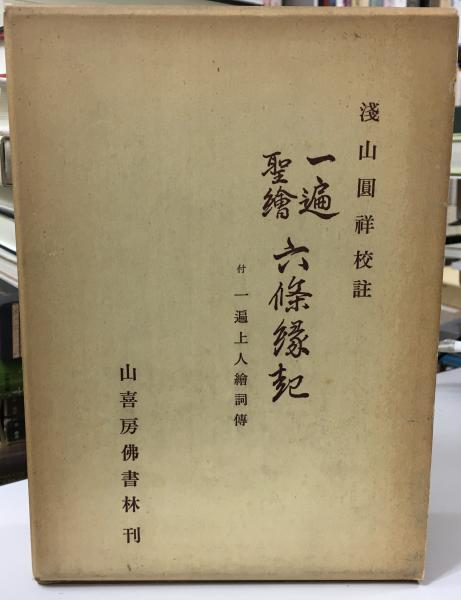 淺山圓祥校註
一遍
聖繪
六條縁起
付 一遍上人繪詞傳
山喜房佛書林刊